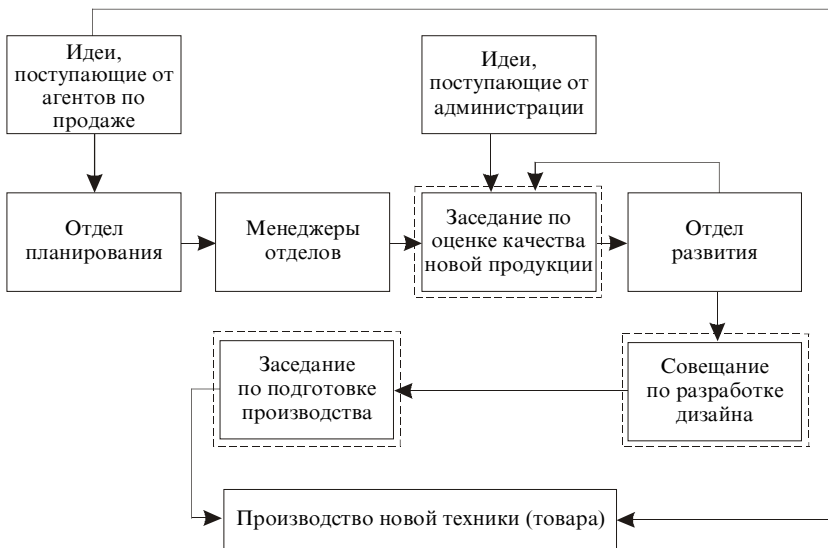 Идеи,
поступающие от
агентов по
продаже
Идеи,
поступающие от
администрации
Отдел
планирования
Менеджеры
отделов
Заседание по
оценке качества
новой продукции
Отдел
развития
Заседание
по подготовке
производства
Совещание
по разработке
дизайна
Производство новой техники (товара)